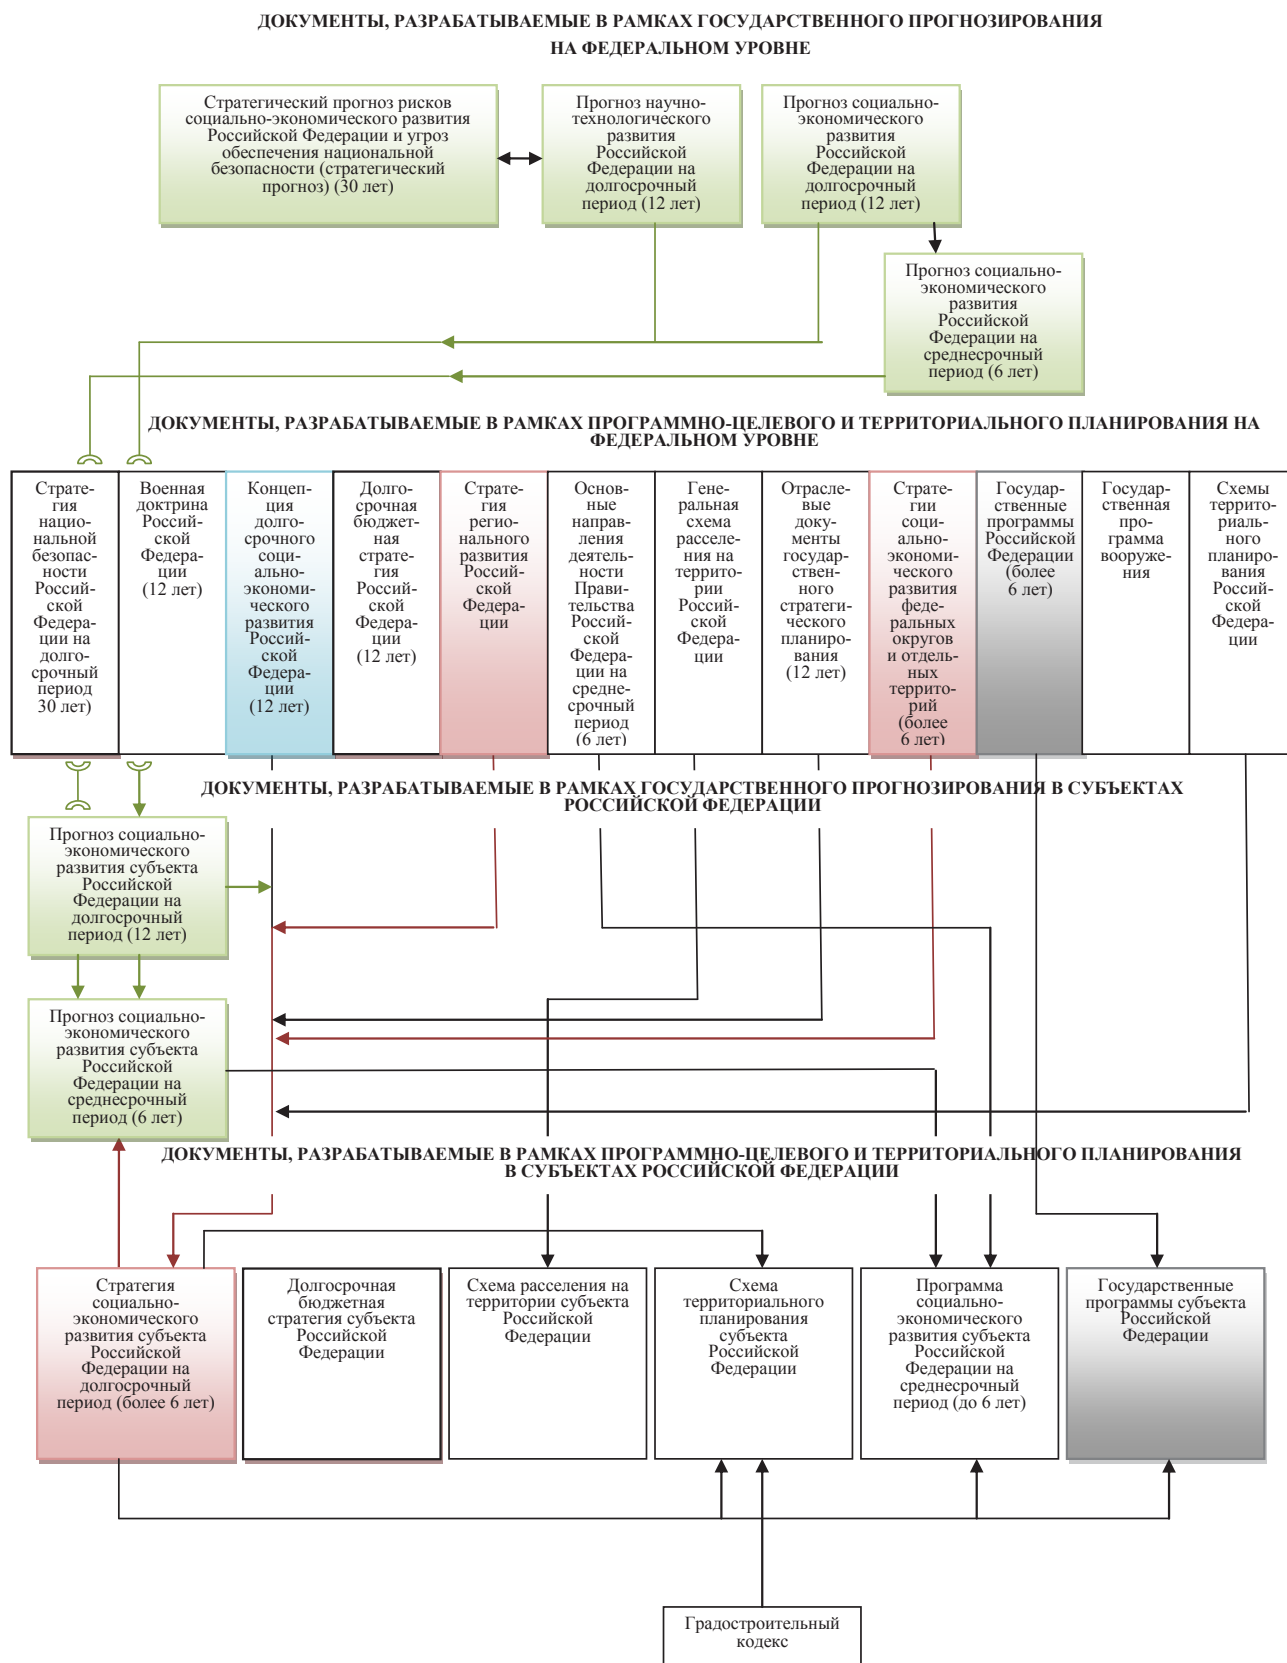 ДОКУМЕНТЫ, РАЗРАБАТЫВАЕМЫЕ В РАМКАХ ГОСУДАРСТВЕННОГО ПРОГНОЗИРОВАНИЯ
НА ФЕДЕРАЛЬНОМ УРОВНЕ
Стратегический прогноз рисков
социально-экономического развития
Российской Федерации и угроз
обеспечения национальной
безопасности (стратегический
прогноз) (30 лет)
Прогноз научно-
технологического
развития
Российской
Федерации на
долгосрочный
период (12 лет)
Прогноз социально-
экономического
развития
Российской
Федерации на
долгосрочный
период (12 лет)
Прогноз социально-
экономического
развития
Российской
Федерации на
среднесрочный
период (6 лет)
ДОКУМЕНТЫ, РАЗРАБАТЫВАЕМЫЕ В РАМКАХ ПРОГРАММНО-ЦЕЛЕВОГО И ТЕРРИТОРИАЛЬНОГО ПЛАНИРОВАНИЯ НА
ФЕДЕРАЛЬНОМ УРОВНЕ
Страте-
гия
нацио-
нальной
безопас-
ности
Россий-
ской
Федера-
ции на
долго-
срочный
период
30 лет)
Военная
доктрина
Россий-
ской
Федера-
ции
(12 лет)
Концеп-
ция
долго-
срочного
соци-
ально-
экономи-
ческого
развития
Россий-
ской
Федера-
ции
(12 лет)
Долго-
срочная
бюджет-
ная
страте-
гия
Россий-
ской
Федера-
ции
(12 лет)
Страте-
гия
регио-
нального
развития
Россий-
ской
Федера-
ции
Основ-
ные
направ-
ления
деятель-
ности
Прави-
тельства
Россий-
ской
Федера-
ции на
средне-
срочный
период
(6 лет)
Гене-
ральная
схема
расселе-
ния на
террито-
рии
Россий-
ской
Федера-
ции
Отрасле-
вые
доку-
менты
государ-
ствен-
ного
стратеги-
ческого
планиро-
вания
(12 лет)
Страте-
гии
соци-
ально-
экономи-
ческого
развития
феде-
ральных
округов
и отдель-
ных
террито-
рий
(более
6 лет)
Государ-
ственные
программы
Российской
Федерации
(более
6 лет)
Государ-
ственная
про-
грамма
вооруже-
ния
Схемы
террито-
риаль-
ного
планиро-
вания
Россий-
ской
Федера-
ции
ДОКУМЕНТЫ, РАЗРАБАТЫВАЕМЫЕ В РАМКАХ ГОСУДАРСТВЕННОГО ПРОГНОЗИРОВАНИЯ В СУБЪЕКТАХ
РОССИЙСКОЙ ФЕДЕРАЦИИ
Прогноз социально-
экономического
развития субъекта
Российской
Федерации на
долгосрочный
период (12 лет)
Прогноз социально-
экономического
развития субъекта
Российской
Федерации на
среднесрочный
период (6 лет)
ДОКУМЕНТЫ, РАЗРАБАТЫВАЕМЫЕ В РАМКАХ ПРОГРАММНО-ЦЕЛЕВОГО И ТЕРРИТОРИАЛЬНОГО ПЛАНИРОВАНИЯ
В СУБЪЕКТАХ РОССИЙСКОЙ ФЕДЕРАЦИИ
Стратегия
социально-
экономического
развития субъекта
Российской
Федерации на
долгосрочный
период (более 6 лет)
Долгосрочная
бюджетная
стратегия субъекта
Российской
Федерации
Схема расселения на
территории субъекта
Российской
Федерации
Схема
территориального
планирования
субъекта
Российской
Федерации
Программа
социально-
экономического
развития субъекта
Российской
Федерации на
среднесрочный
период (до 6 лет)
Государственные
программы субъекта
Российской
Федерации
Градостроительный
кодекс